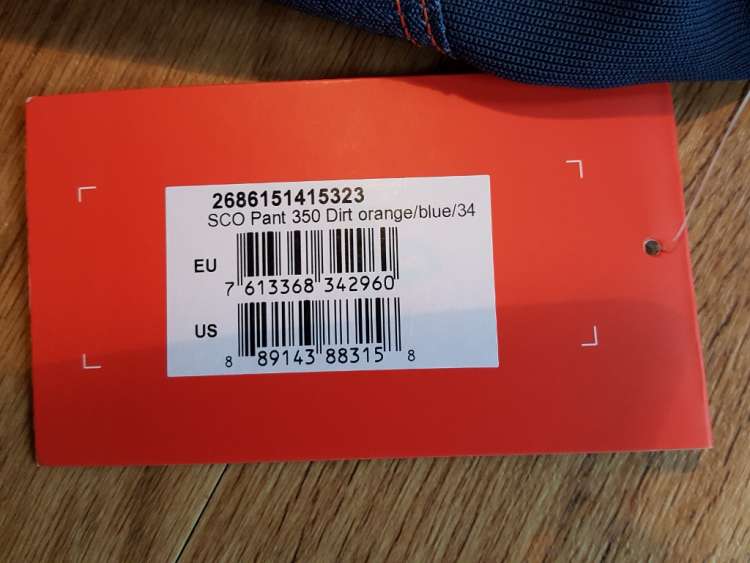 2686151415323
SCO Pant 350 Dirt orange/blue/34
EU
7 613368 342960
US
8 89143 88315 8